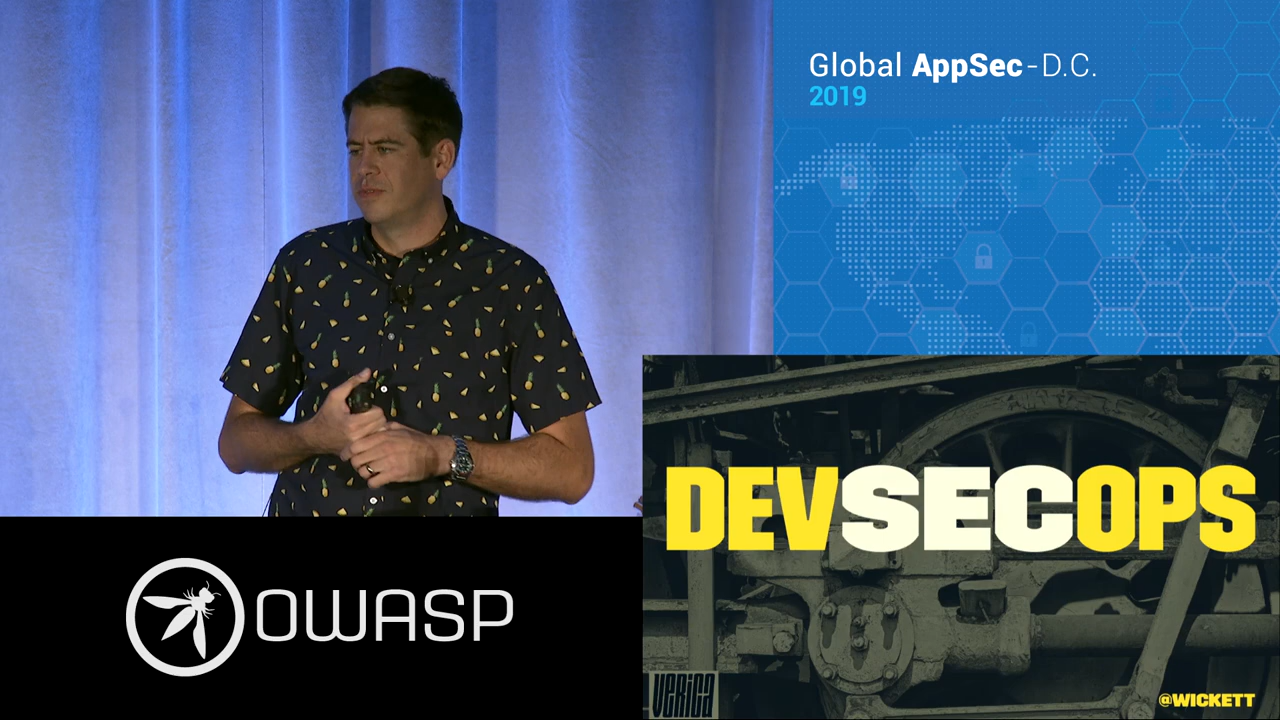 Global AppSec - D.C.
2019
DEVSECOPS
OWASP
VERICA
@WICKETT